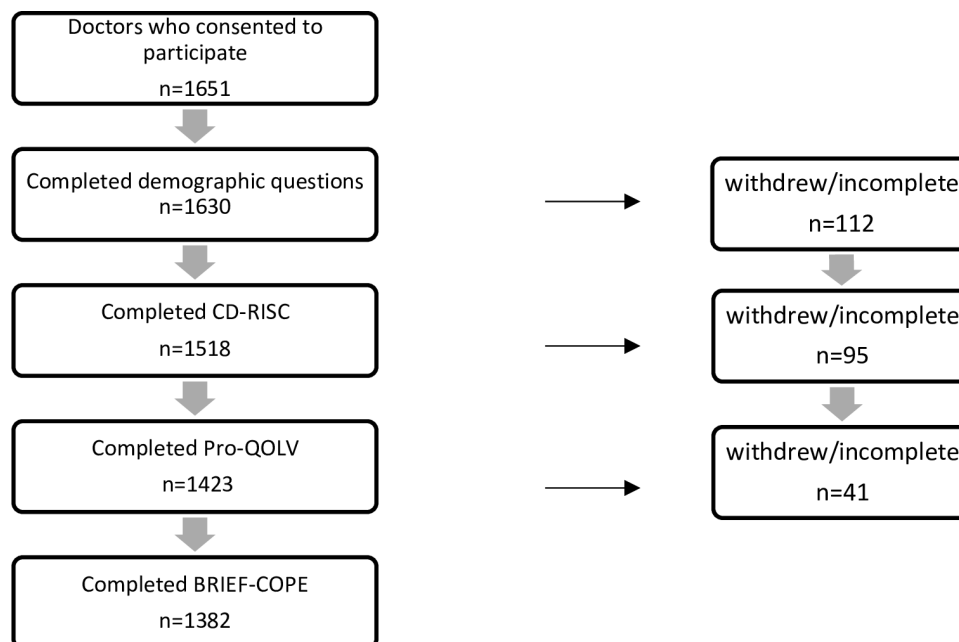 Doctors who consented to
participate
n=1651
Completed demographic questions
n=1630
withdrew/incomplete
n=112
Completed CD-RISC
n=1518
withdrew/incomplete
n=95
Completed Pro-QOLV
n=1423
withdrew/incomplete
n=41
Completed BRIEF-COPE
n=1382